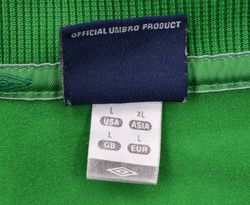 OFFICIAL UMBRO PRODUCT
L XL
USA ASIA
L L
GB EUR